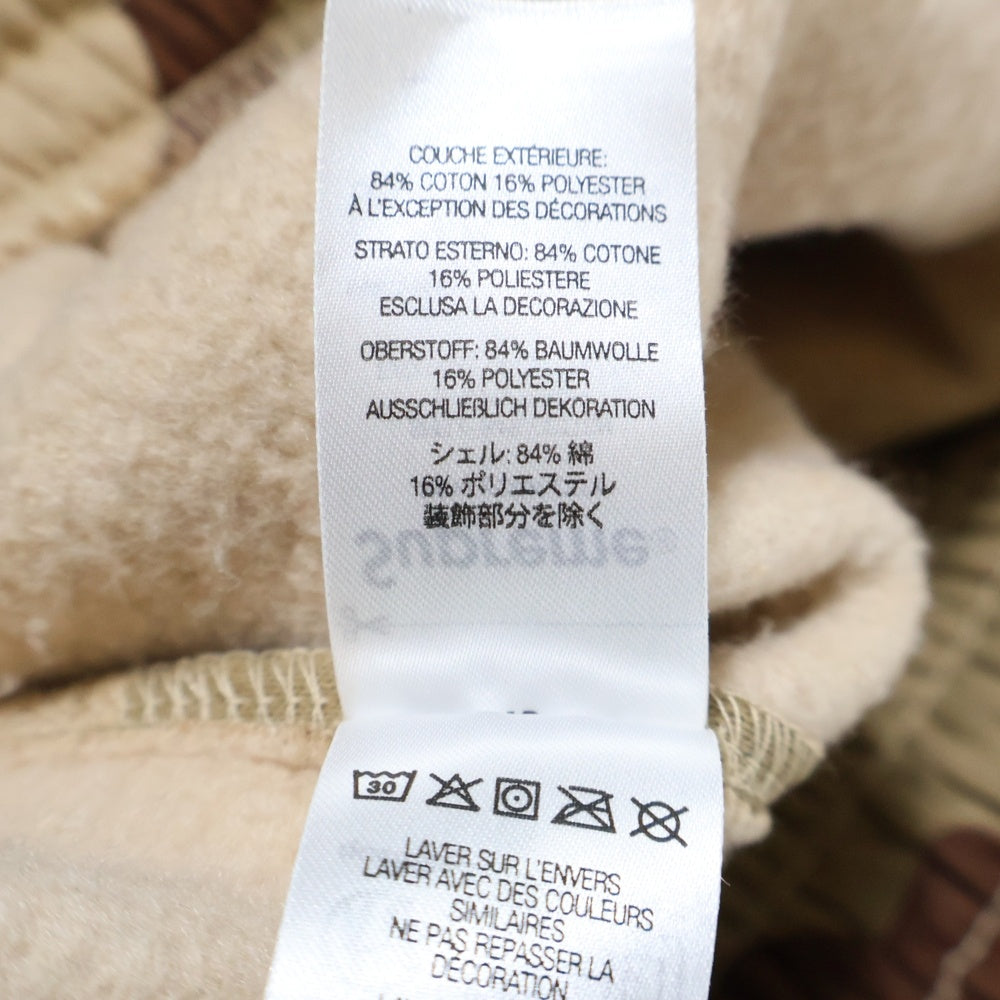 COUCHE EXTÉRIEURE:
84% COTON 16% POLYESTER
À L'EXCEPTION DES DÉCORATIONS
STRATO ESTERNO: 84% COTONE
16% POLIESTERE
ESCLUSA LA DECORAZIONE
OBERSTOFF: 84% BAUMWOLLE
16% POLYESTER
AUSSCHLIEßLICH DEKORATION
シェル: 84% 綿
16% ポリエステル
装飾部分を除く
Supreme
30
LAVER SUR L'ENVERS
LAVER AVEC DES COULEURS
SIMILAIRES
NE PAS REPASSER LA
DÉCORATION